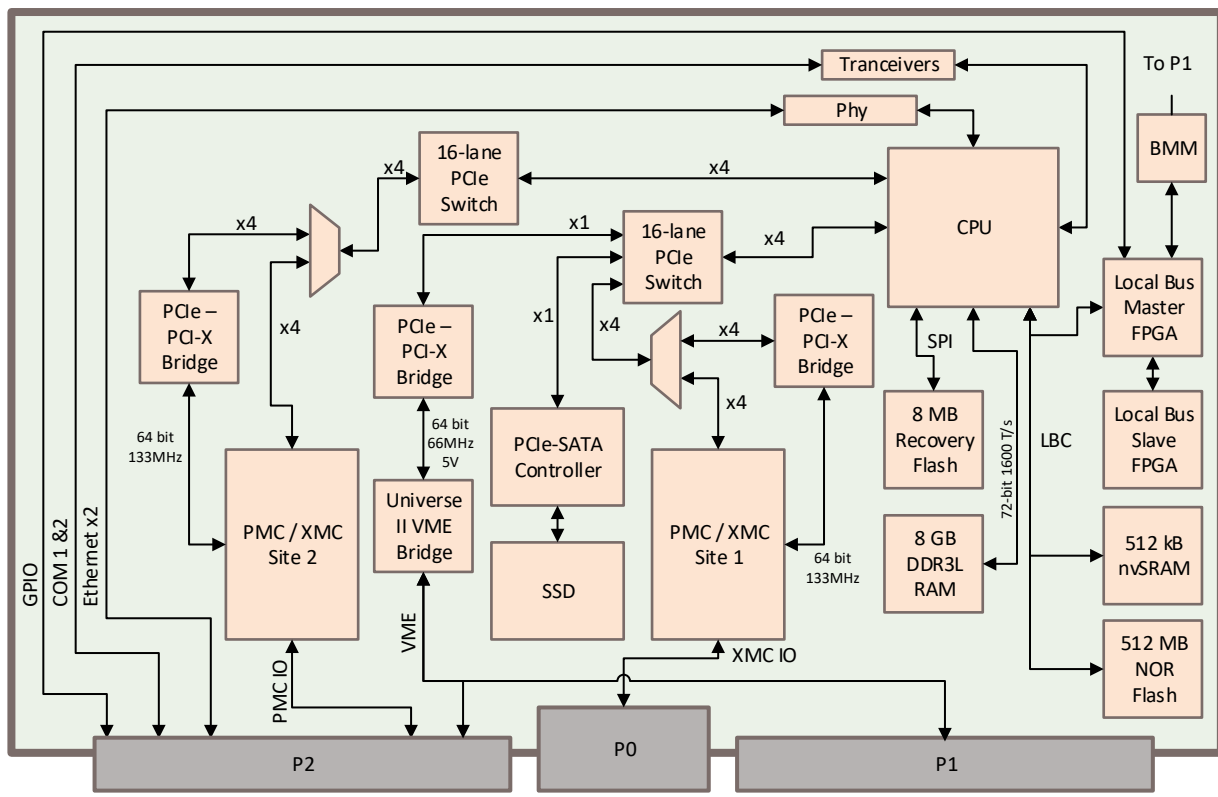 Tranceivers
To P1
Phy
BMM
16-lane
PCIe
Switch
x4
x4
CPU
x4
x1
16-lane
PCIe
Switch
x4
Local Bus
Master
FPGA
PCIe –
PCI-X
Bridge
x4
PCIe –
PCI-X
Bridge
x1
x4
x4
PCIe –
PCI-X
Bridge
SPI
x4
8 MB
Recovery
Flash
Local Bus
Slave
FPGA
64 bit
133MHz
64 bit
66MHz
5V
PCIe-SATA
Controller
LBC
72-bit 1600 T/s
PMC / XMC
Site 2
Universe
II VME
Bridge
PMC / XMC
Site 1
64 bit
133MHz
8 GB
DDR3L
RAM
512 kB
nvSRAM
SSD
GPIO
COM 1 &2
Ethernet x2
VME
XMC IO
PMC IO
512 MB
NOR
Flash
P2
P0
P1